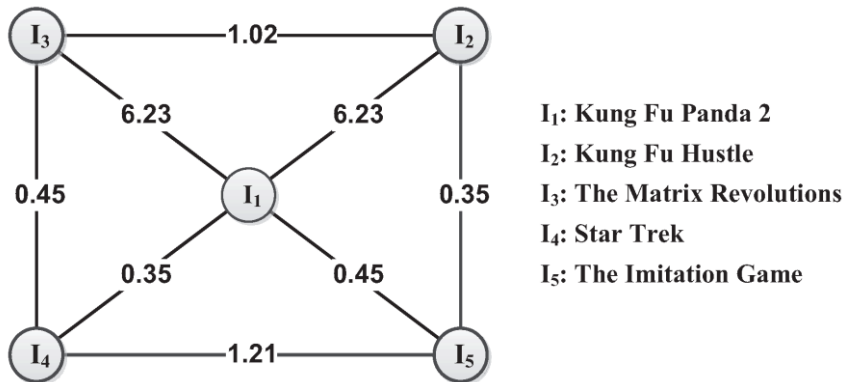 I₃ 1.02 I₂
6.23 6.23
I₁: Kung Fu Panda 2
I₂: Kung Fu Hustle
0.45 I₁ 0.35
I₃: The Matrix Revolutions
I₄: Star Trek
0.35 0.45
I₅: The Imitation Game
I₄ 1.21 I₅